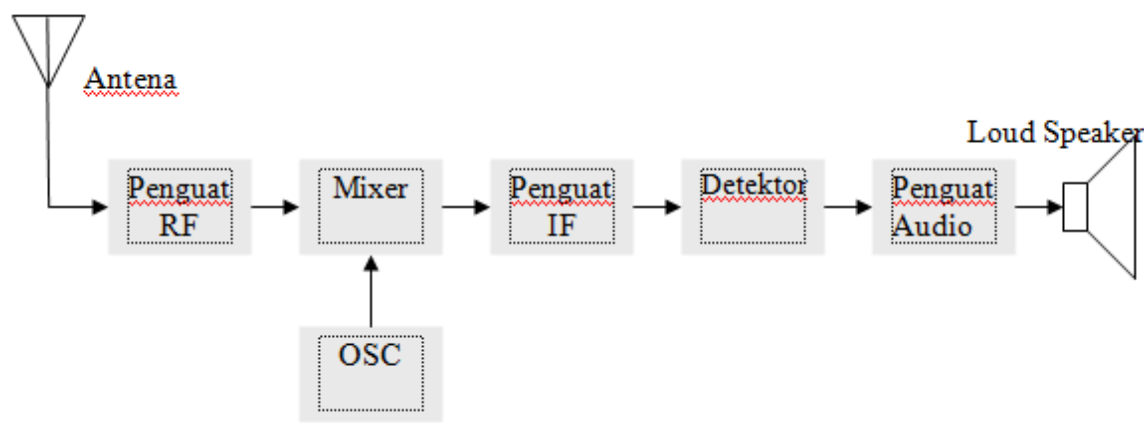 Antena
Loud Speaker
Penguat
RF
Mixer
Penguat
IF
Detektor
Penguat
Audio
OSC